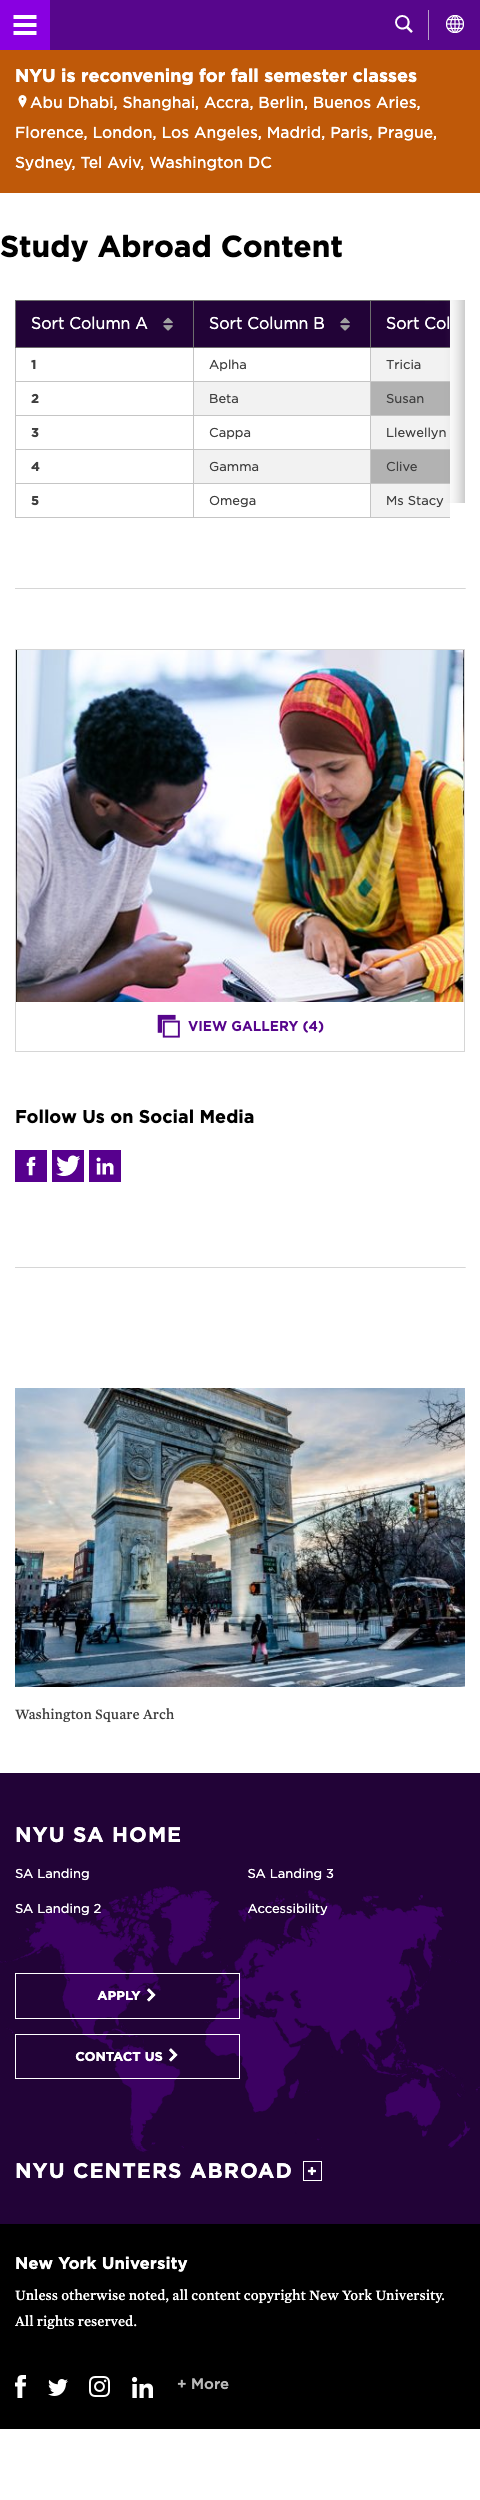 NYU is reconvening for fall semester classes
Abu Dhabi, Shanghai, Accra, Berlin, Buenos Aries,
Florence, London, Los Angeles, Madrid, Paris, Prague,
Sydney, Tel Aviv, Washington DC
Study Abroad Content
Sort Column A Sort Column B Sort Col
1 Aplha Tricia
2 Beta Susan
3 Cappa Llewellyn
4 Gamma Clive
5 Omega Ms Stacy
VIEW GALLERY (4)
Follow Us on Social Media
Washington Square Arch
NYU SA HOME
SA Landing SA Landing 3
SA Landing 2 Accessibility
APPLY
CONTACT US
NYU CENTERS ABROAD
New York University
Unless otherwise noted, all content copyright New York University.
All rights reserved.
+ More